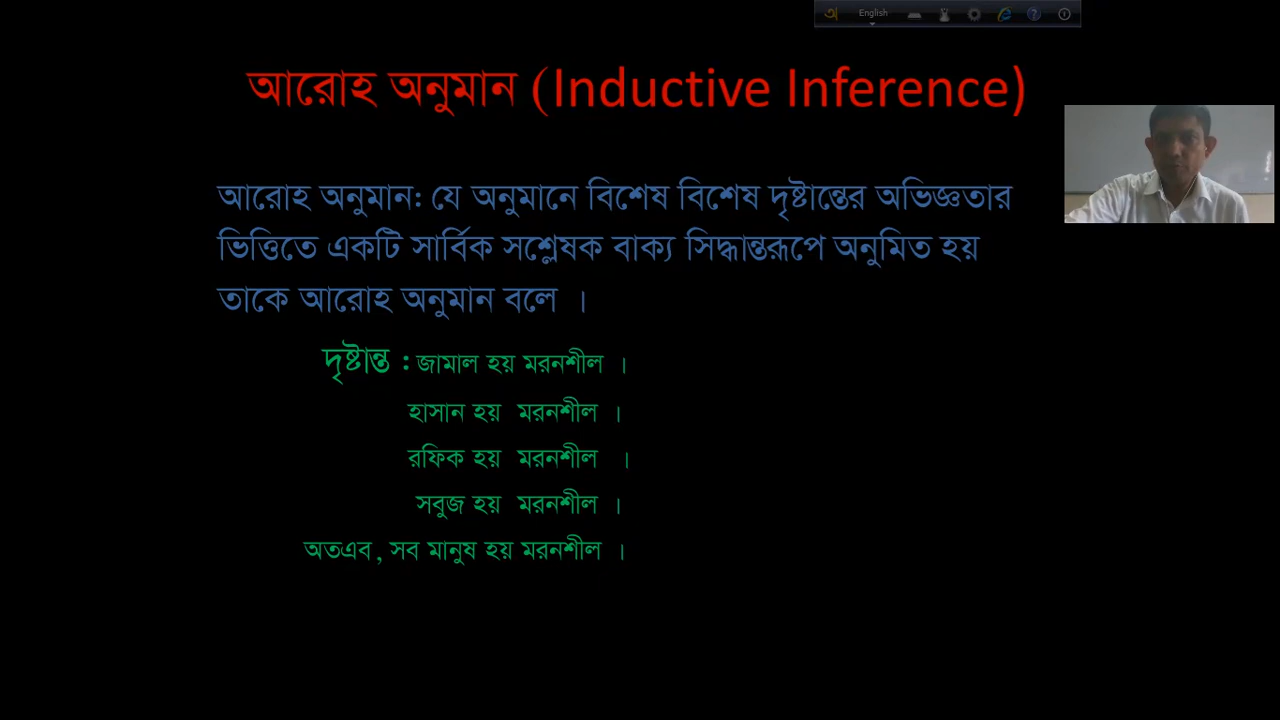 অ English
আরোহ অনুমান (Inductive Inference)
আরোহ অনুমান: যে অনুমানে বিশেষ বিশেষ দৃষ্টান্তের অভিজ্ঞতার
ভিত্তিতে একটি সার্বিক সশ্লেষক বাক্য সিদ্ধান্তরূপে অনুমিত হয়
তাকে আরোহ অনুমান বলে ।
দৃষ্টান্ত : জামাল হয় মরনশীল ।
হাসান হয় মরনশীল ।
রফিক হয় মরনশীল ।
সবুজ হয় মরনশীল ।
অতএব , সব মানুষ হয় মরনশীল ।